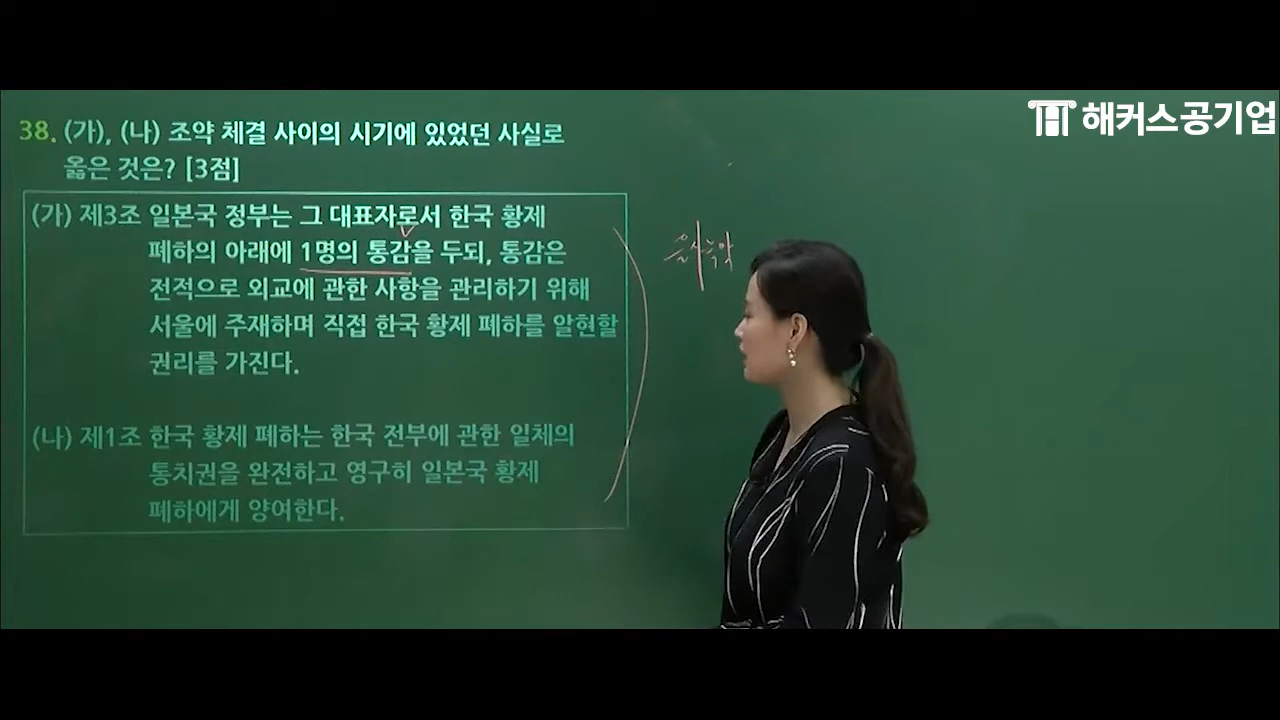 해커스공기업
38. (가), (나) 조약 체결 사이의 시기에 있었던 사실로
옳은 것은? [3점]
(가) 제3조 일본국 정부는 그 대표자로서 한국 황제
폐하의 아래에 1명의 통감을 두되, 통감은
전적으로 외교에 관한 사항을 관리하기 위해
서울에 주재하며 직접 한국 황제 폐하를 알현할
권리를 가진다.
(나) 제1조 한국 황제 폐하는 한국 전부에 관한 일체의
통치권을 완전하고 영구히 일본국 황제
폐하에게 양여한다.
을사늑약